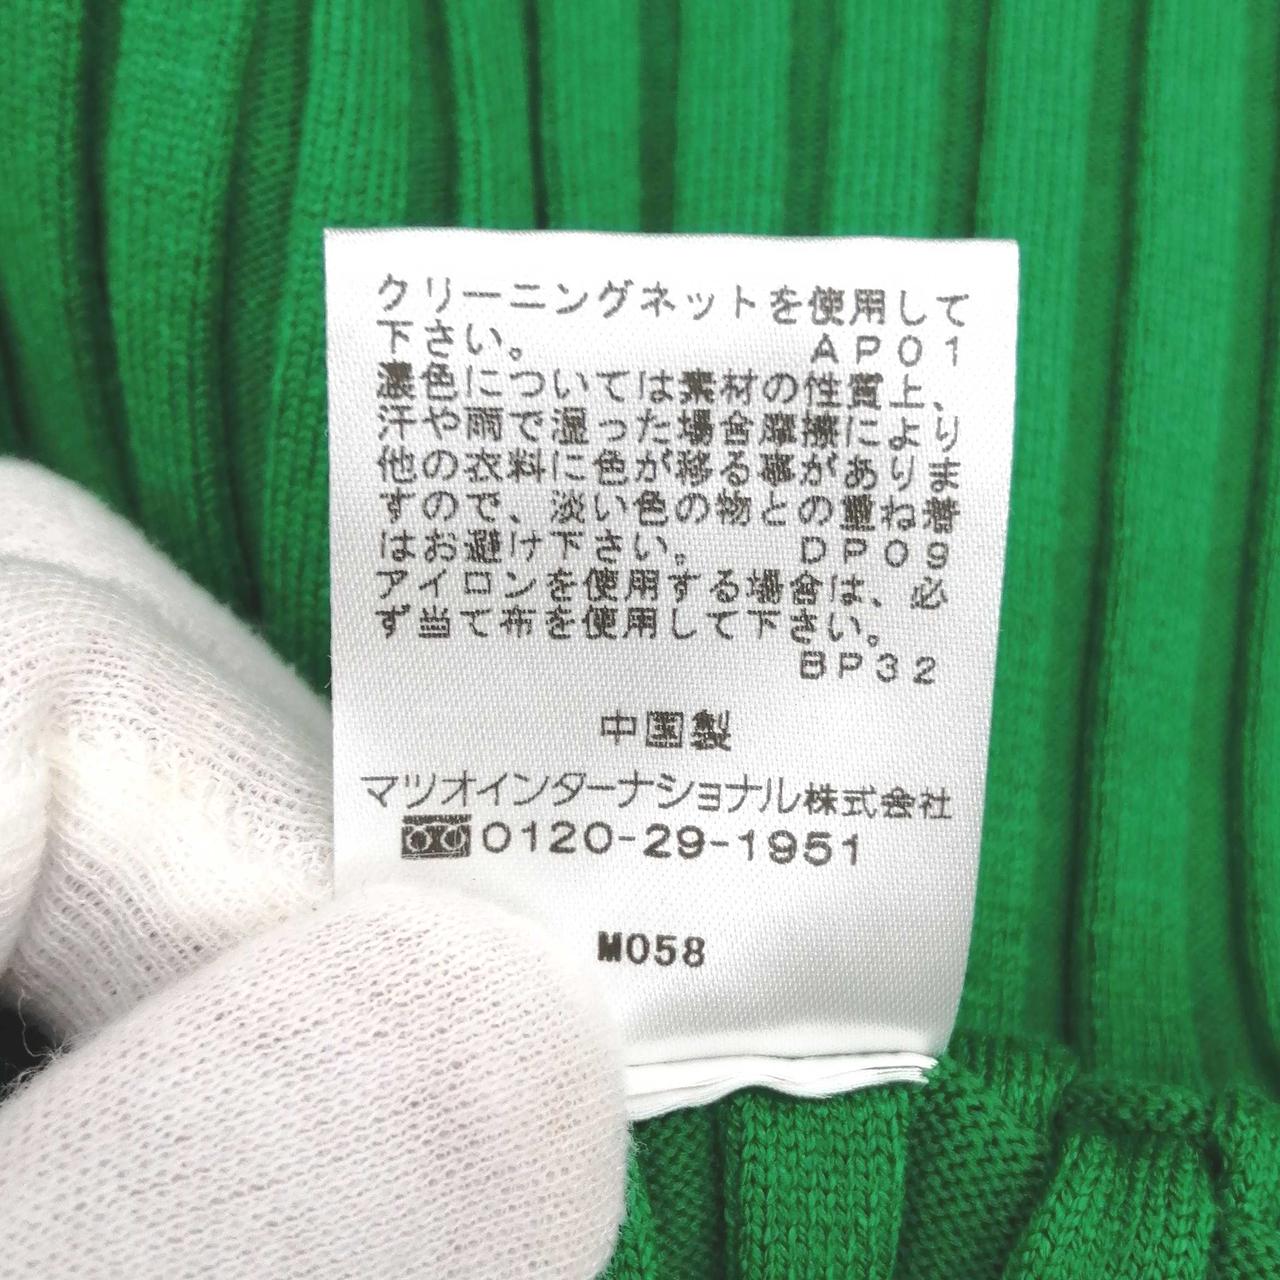 クリーニングネットを使用して
下さい。 AP01
濃色については素材の性質上、
汗や雨で湿った場合摩擦により
他の衣料に色が移る事がありま
すので、淡い色の物との重ね着
はお避け下さい。 DP09
アイロンを使用する場合は、必
ず当て布を使用して下さい。
BP32
中国製
マツオインターナショナル株式会社
0120-29-1951
M058